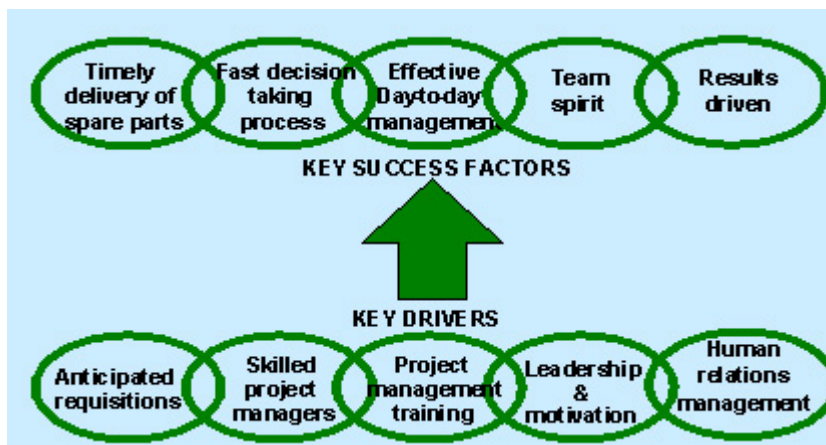 Timely
delivery of
spare parts
Fast decision
taking
process
Effective
Day-to-day
management
Team
spirit
Results
driven
KEY SUCCESS FACTORS
KEY DRIVERS
Anticipated
requisitions
Skilled
project
managers
Project
management
training
Leadership
&
motivation
Human
relations
management